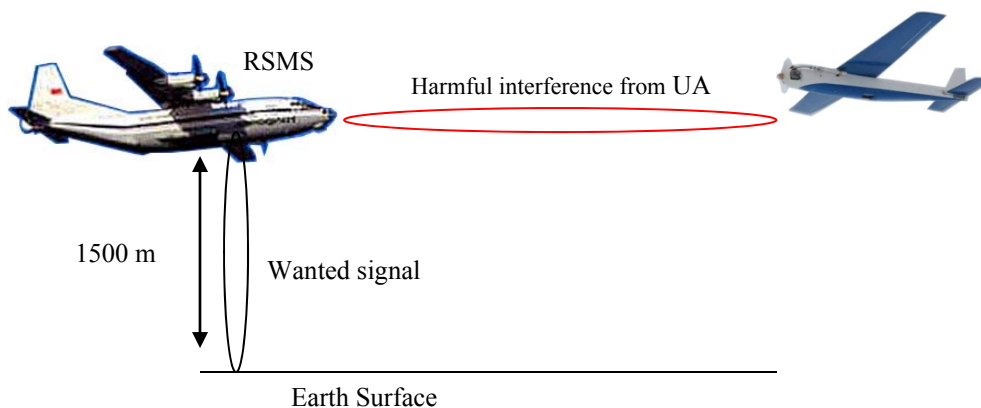 RSMS
Harmful interference from UA
1500 m
Wanted signal
Earth Surface